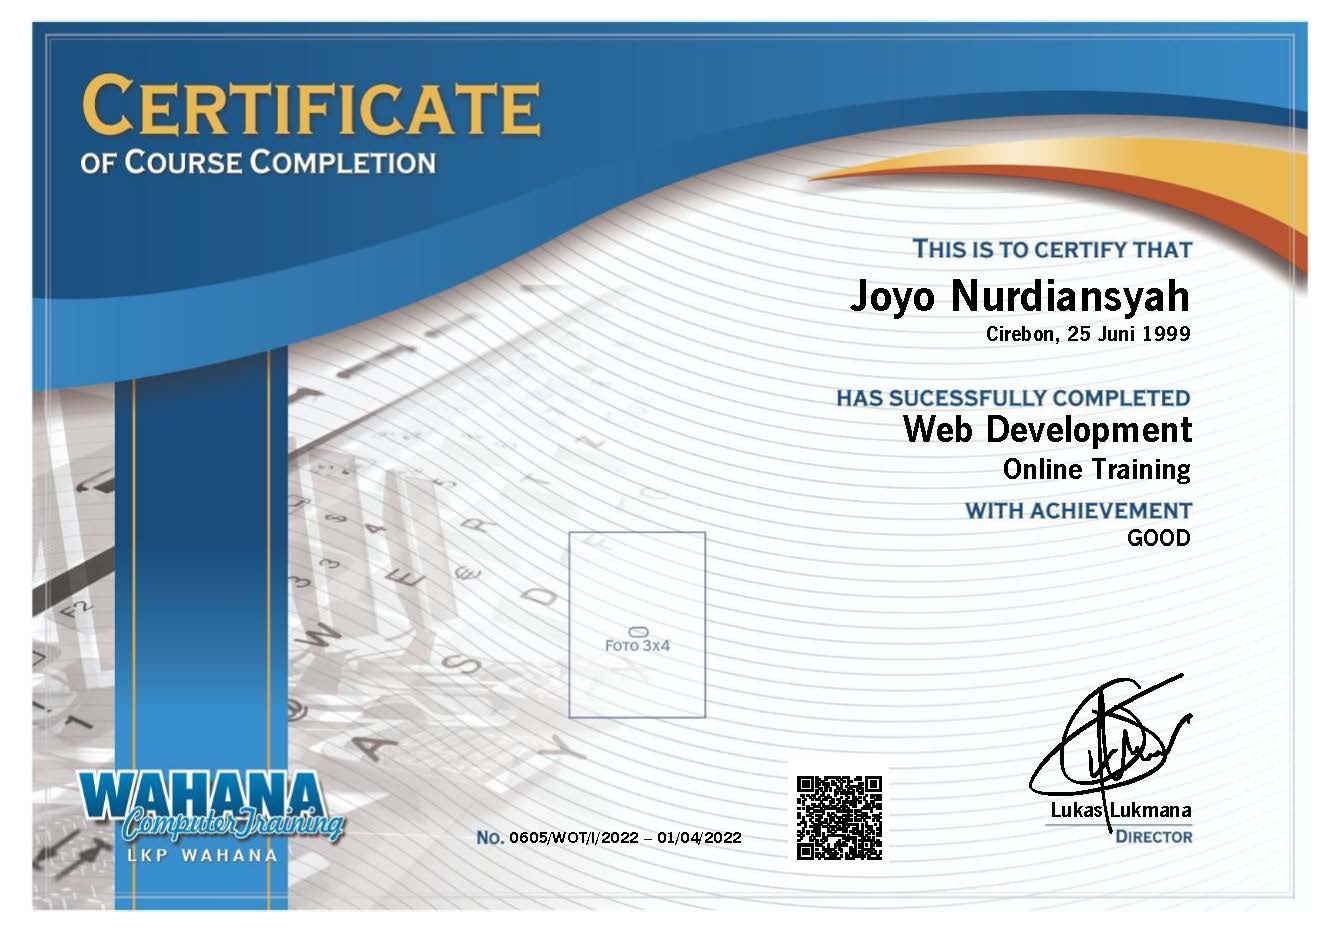 CERTIFICATE
OF COURSE COMPLETION
THIS IS TO CERTIFY THAT
Joyo Nurdiansyah
Cirebon, 25 Juni 1999
HAS SUCESSFULLY COMPLETED
Web Development
Online Training
WITH ACHIEVEMENT
GOOD
FOTO 3x4
WAHANA
Computer Training
LKP WAHANA
No. 0605/WOT/I/2022 – 01/04/2022
Lukas Lukmana
DIRECTOR